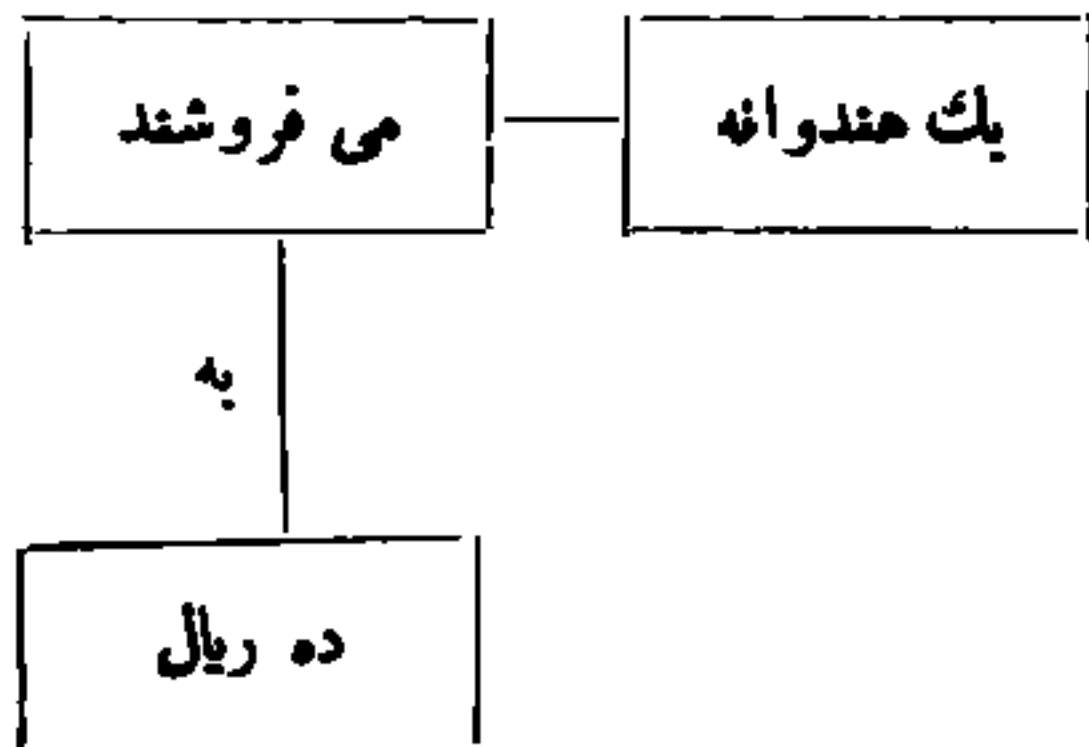 یك هندوانه
می فروشند
به
ده ریال